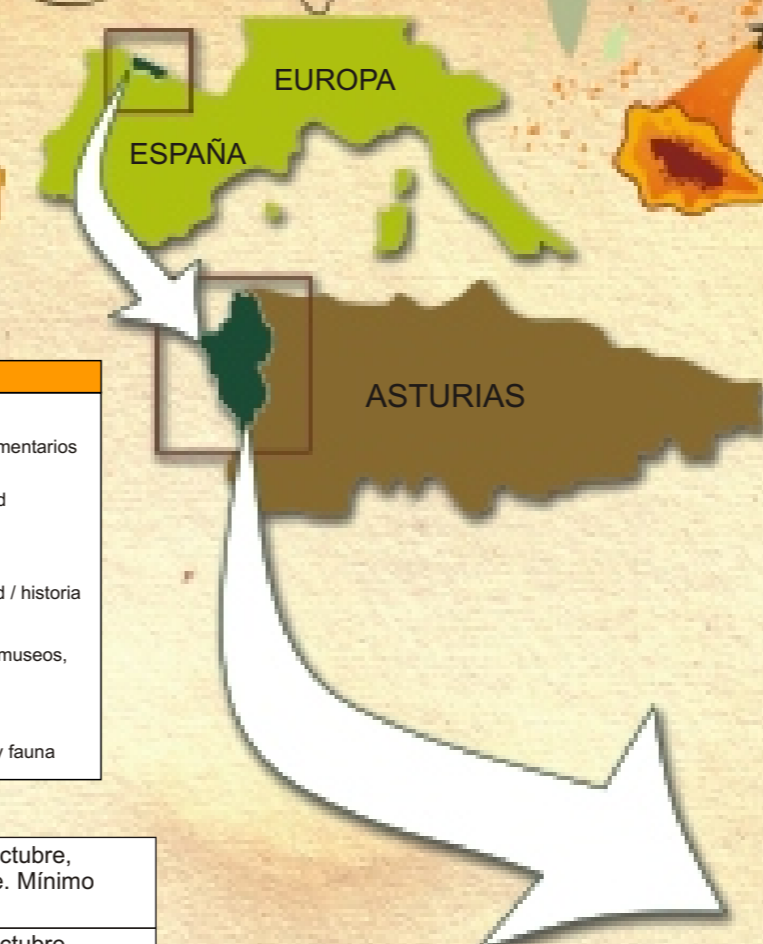 EUROPA
ESPAÑA
ASTURIAS
mentarios
d
d / historia
museos,
y fauna
ctubre,
e. Mínimo
ctubre